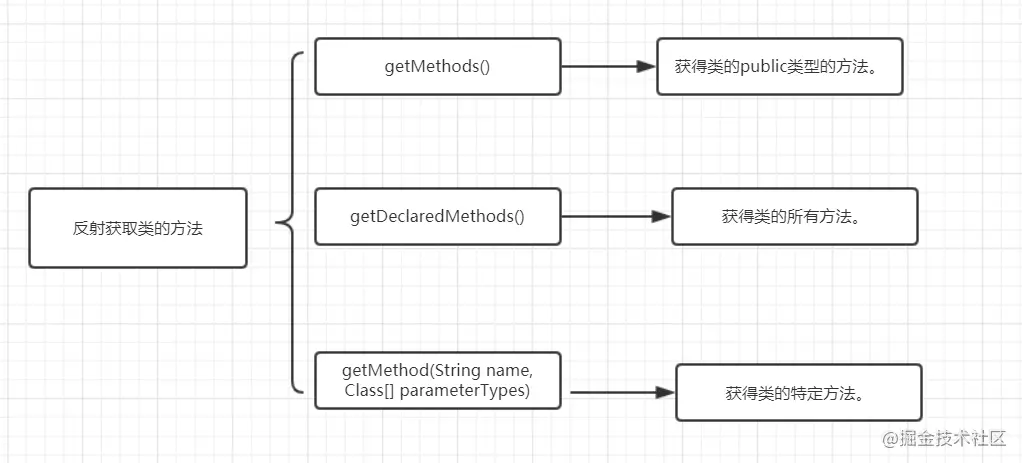 getMethods()
获得类的public类型的方法。
反射获取类的方法
getDeclaredMethods()
获得类的所有方法。
getMethod(String name,
Class[] parameterTypes)
获得类的特定方法。
@掘金技术社区